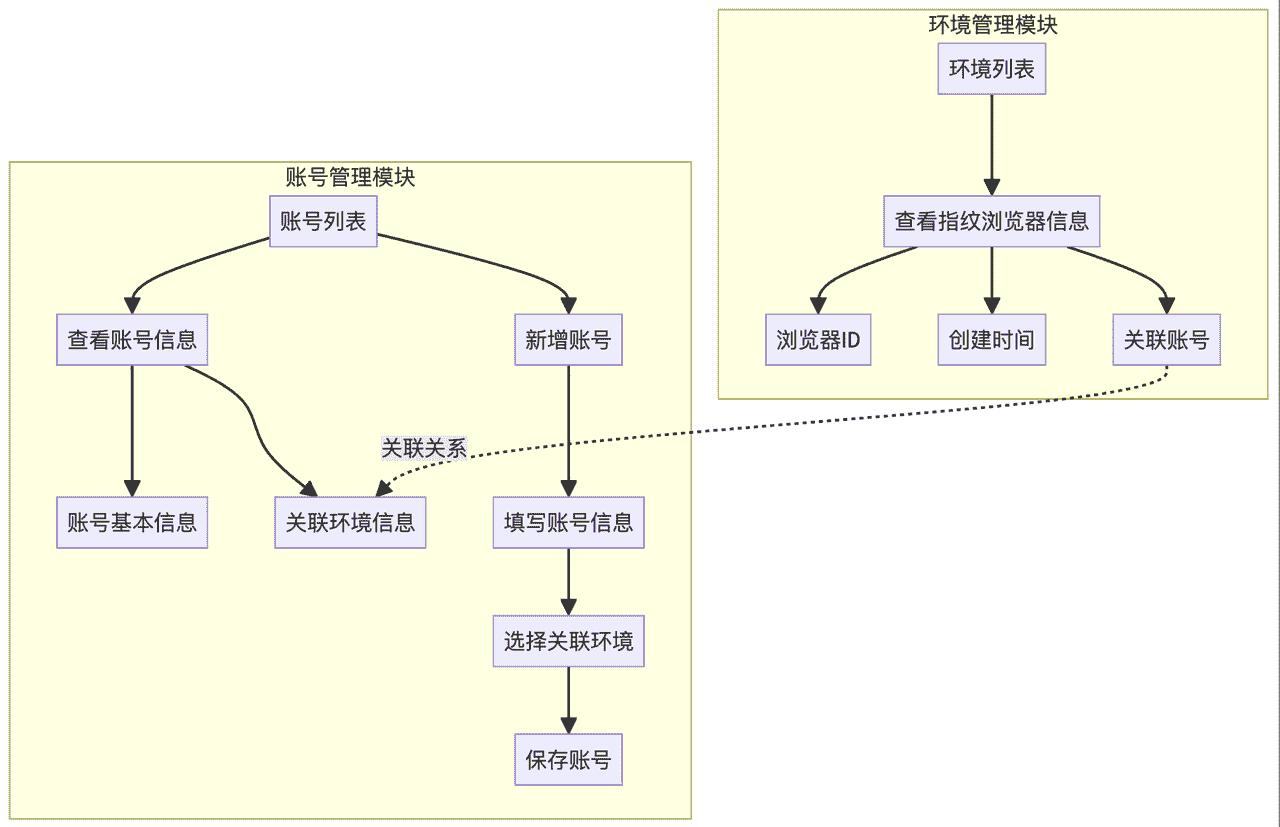 环境管理模块
环境列表
查看指纹浏览器信息
浏览器ID
创建时间
关联账号
账号管理模块
账号列表
查看账号信息
新增账号
关联关系
账号基本信息
关联环境信息
填写账号信息
选择关联环境
保存账号